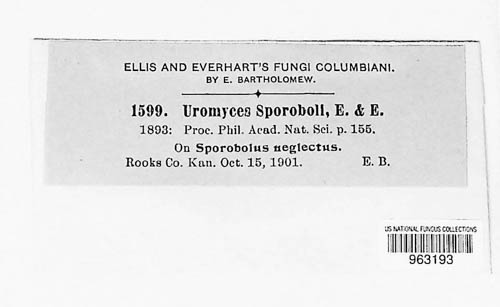 ELLIS AND EVERHART'S FUNGI COLUMBIANI.
BY E. BARTHOLOMEW.
1599. Uromyces Sporoboli, E. & E.
1893: Proc. Phil. Acad. Nat. Sci. p. 155.
On Sporobolus neglectus.
Rooks Co. Kan. Oct. 15, 1901. E. B.
US NATIONAL FUNGUS COLLECTIONS
963193